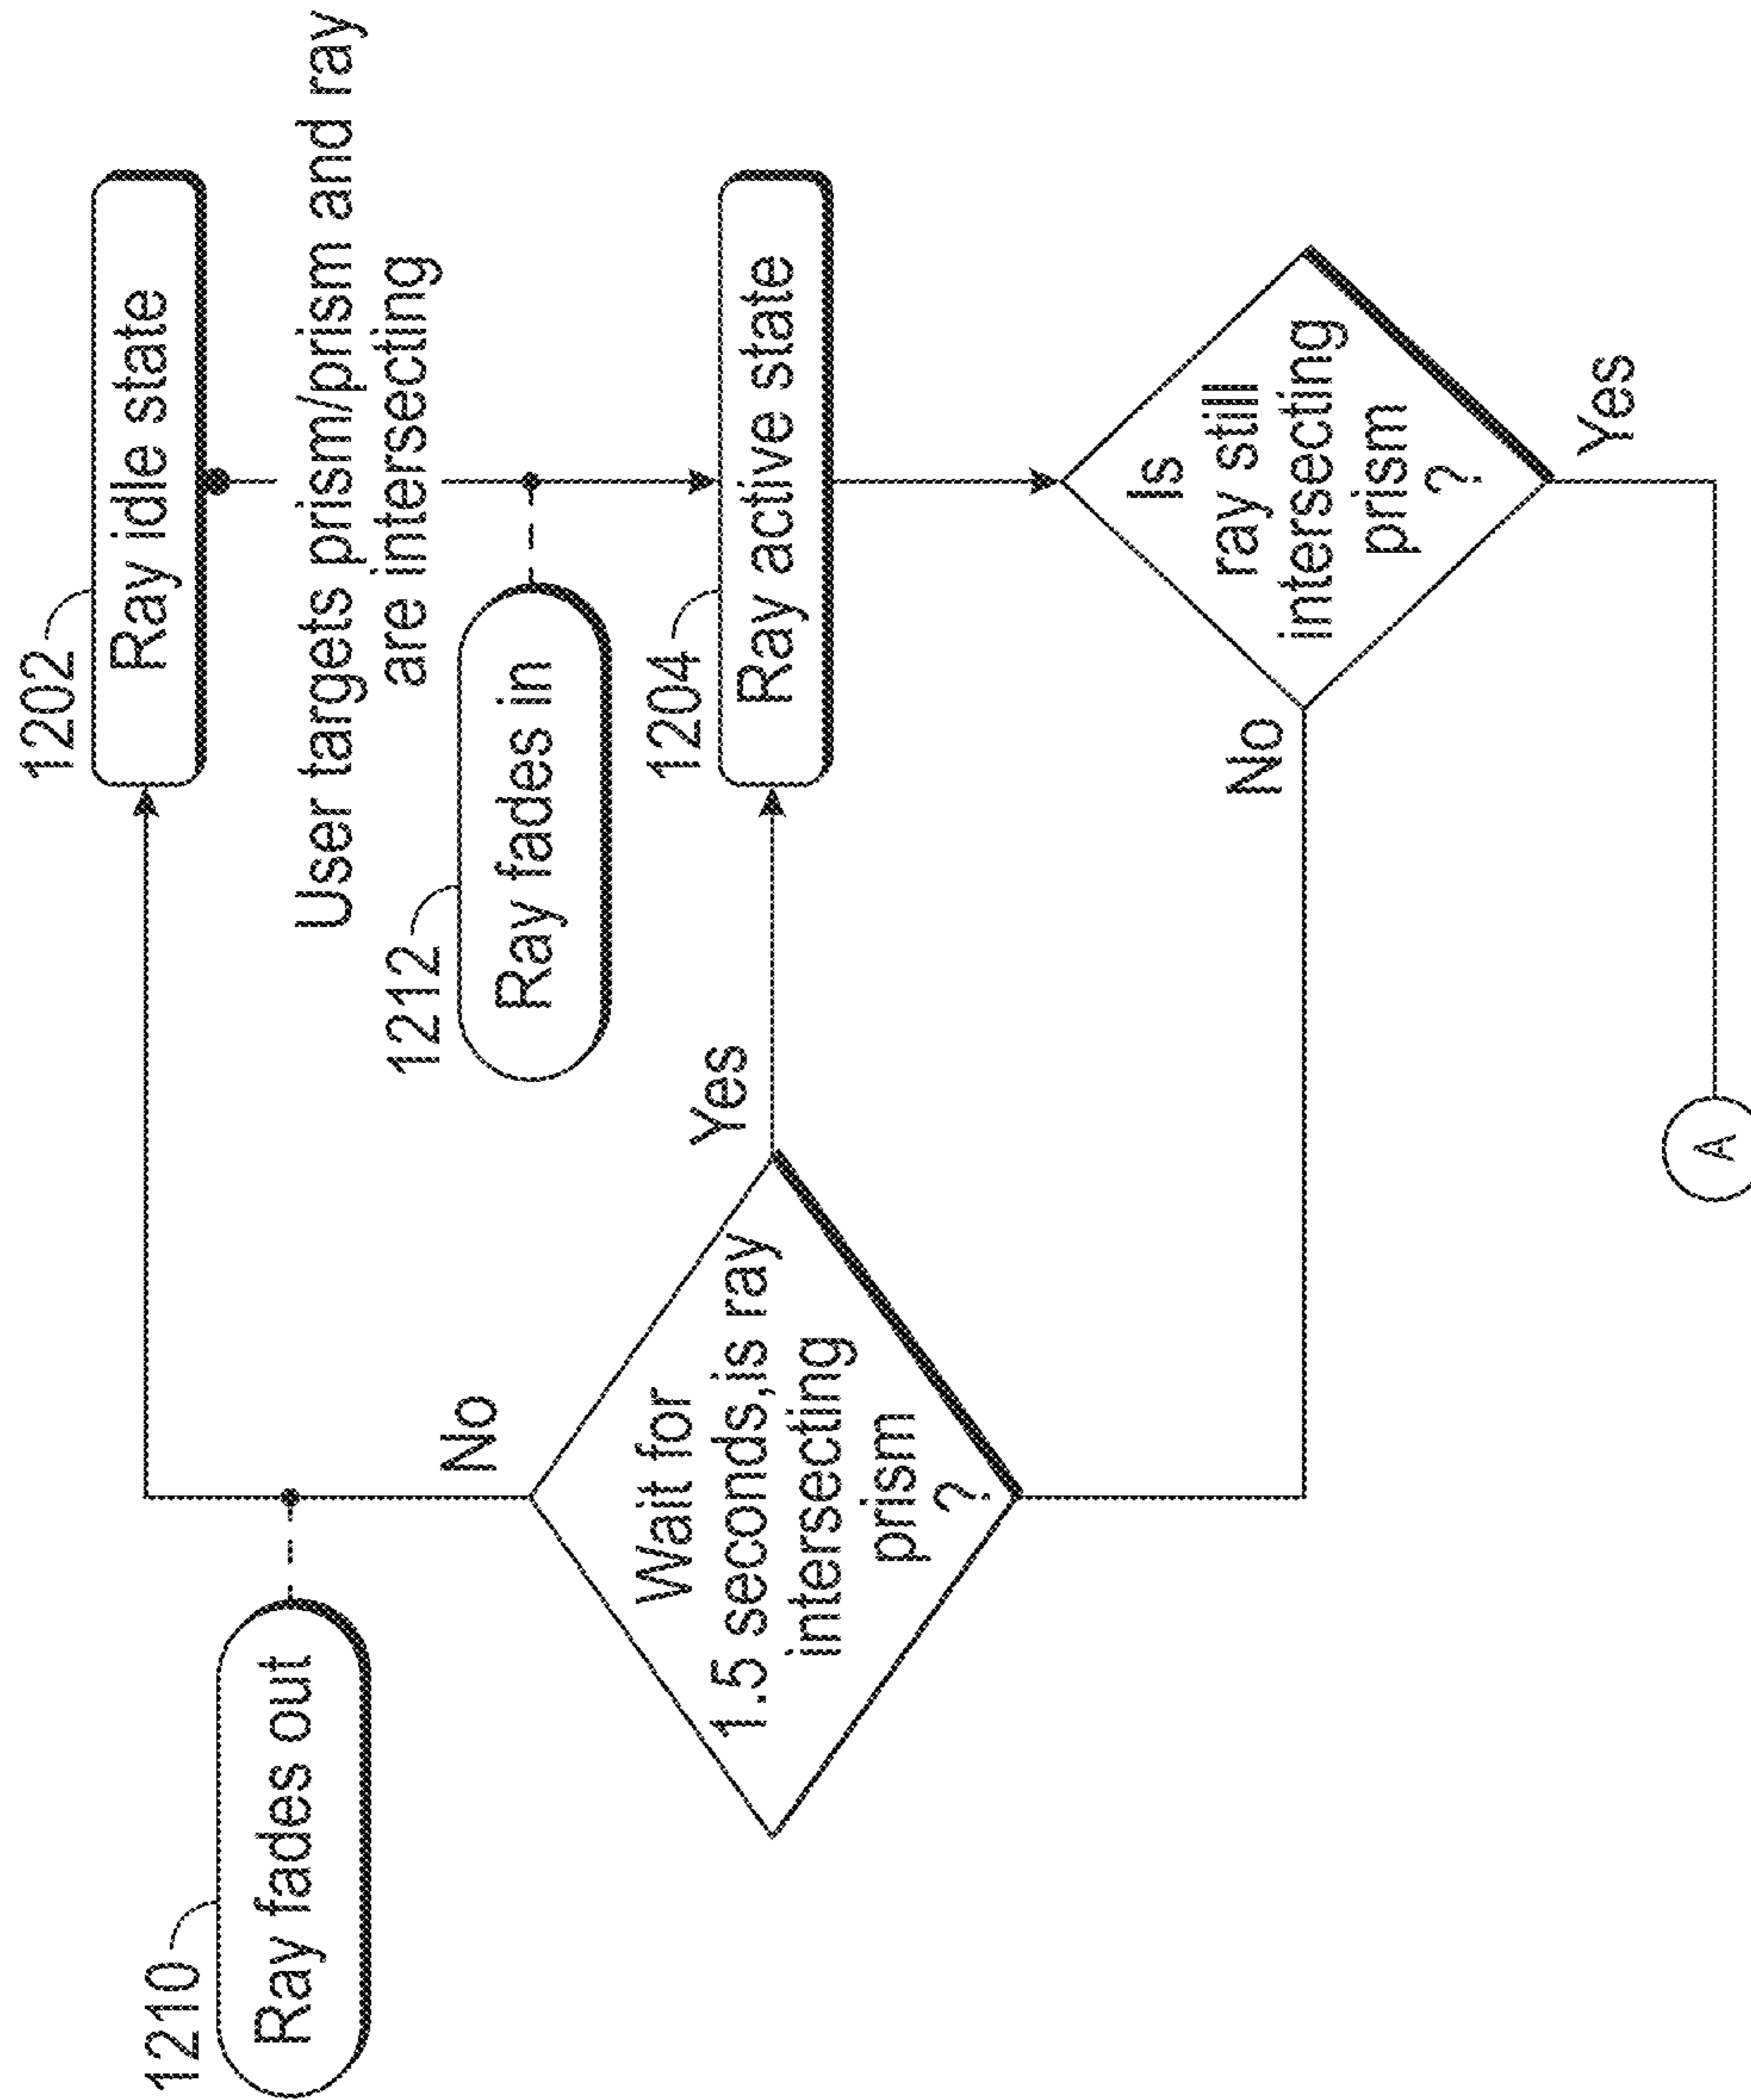 1202
Ray idle state
User targets prism/prism and ray
are intersecting
1210
Ray fades out
1212
Ray fades in
No
1204
Ray active state
Yes
Wait for
1.5 seconds,is ray
intersecting
prism
?
Is
ray still
intersecting
prism
?
No
Yes
A